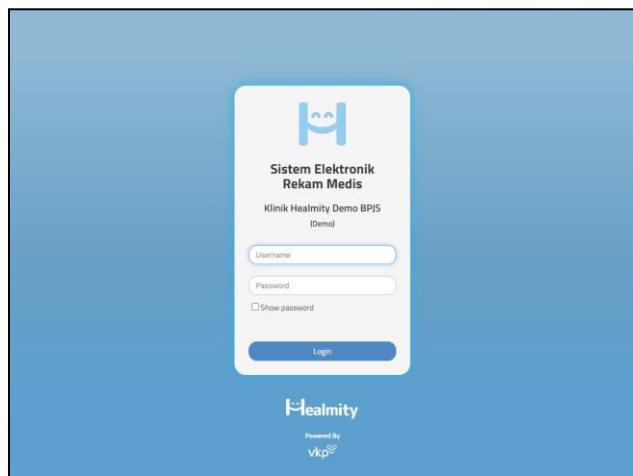 Sistem Elektronik
Rekam Medis
Klinik Healmity Demo BPJS
(Demo)
Username
Password
Show password
Login
Healmity
Powered By
vkp